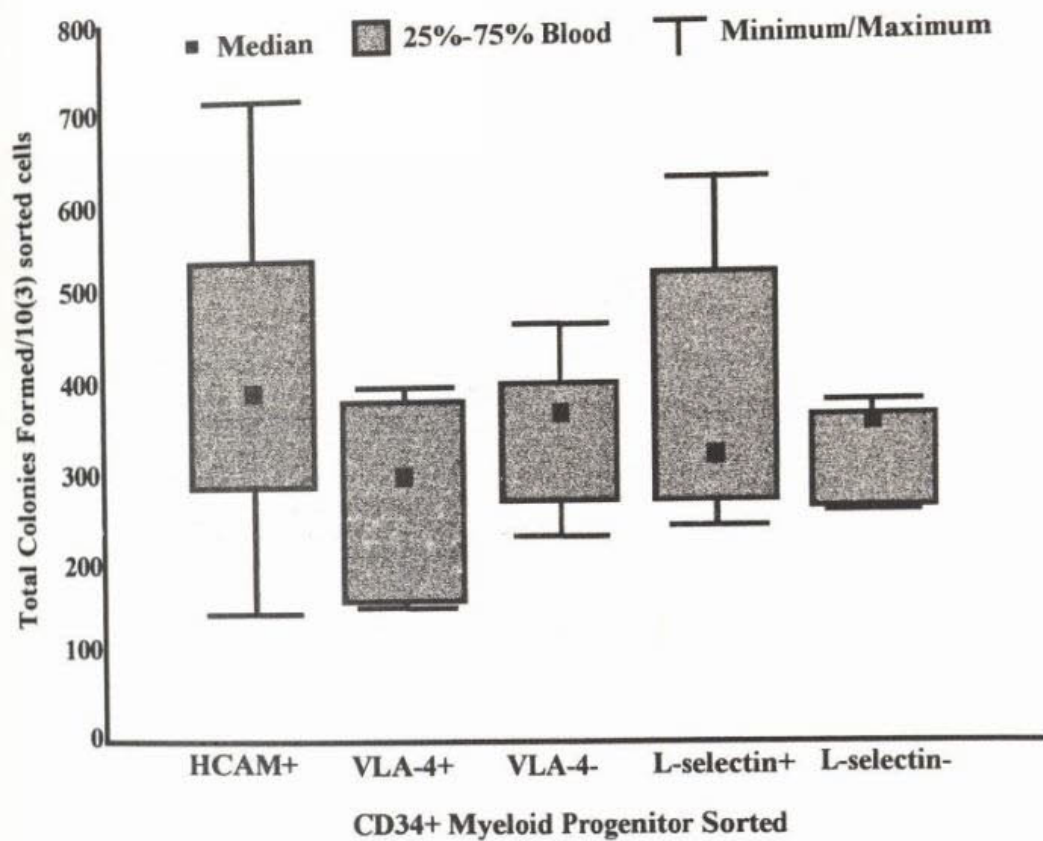 Median 25%-75% Blood Minimum/Maximum
Total Colonies Formed/10(3) sorted cells
800
700
600
500
400
300
200
100
0
HCAM+ VLA-4+ VLA-4- L-selectin+ L-selectin-
CD34+ Myeloid Progenitor Sorted